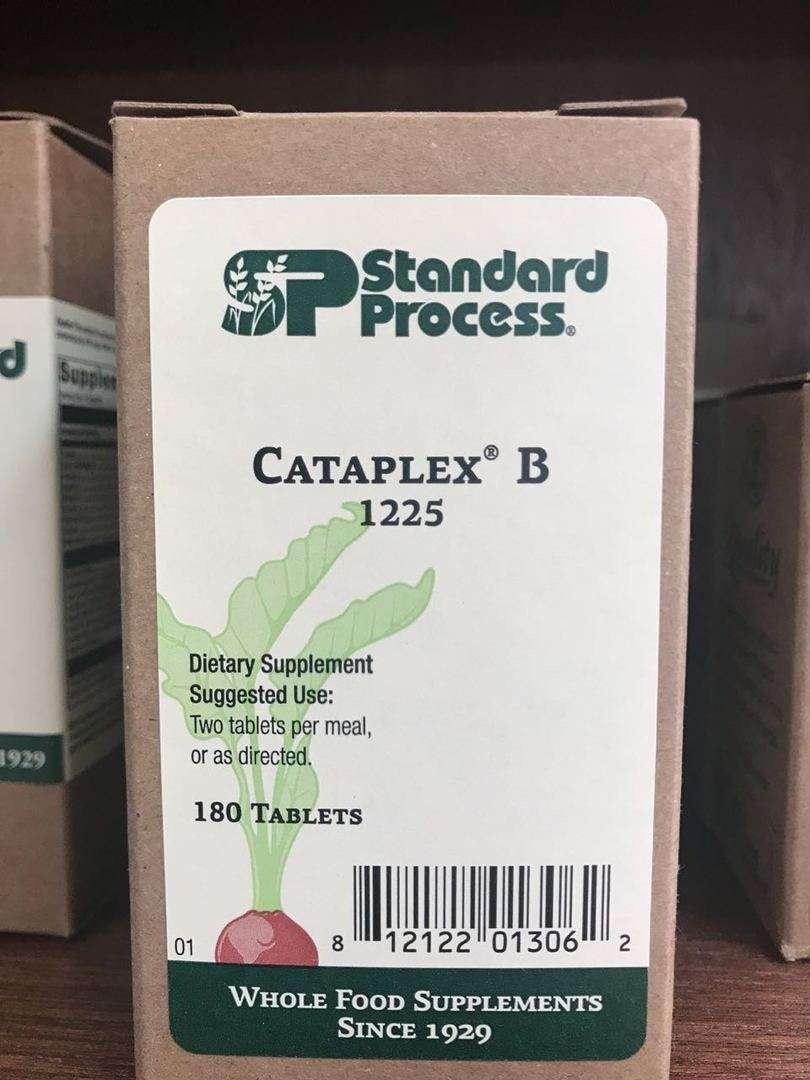 Standard
Process®
CATAPLEX® B
1225
Dietary Supplement
Suggested Use:
Two tablets per meal,
or as directed.
180 TABLETS
01
8 12122 01306 2
WHOLE FOOD SUPPLEMENTS
SINCE 1929
d
1929